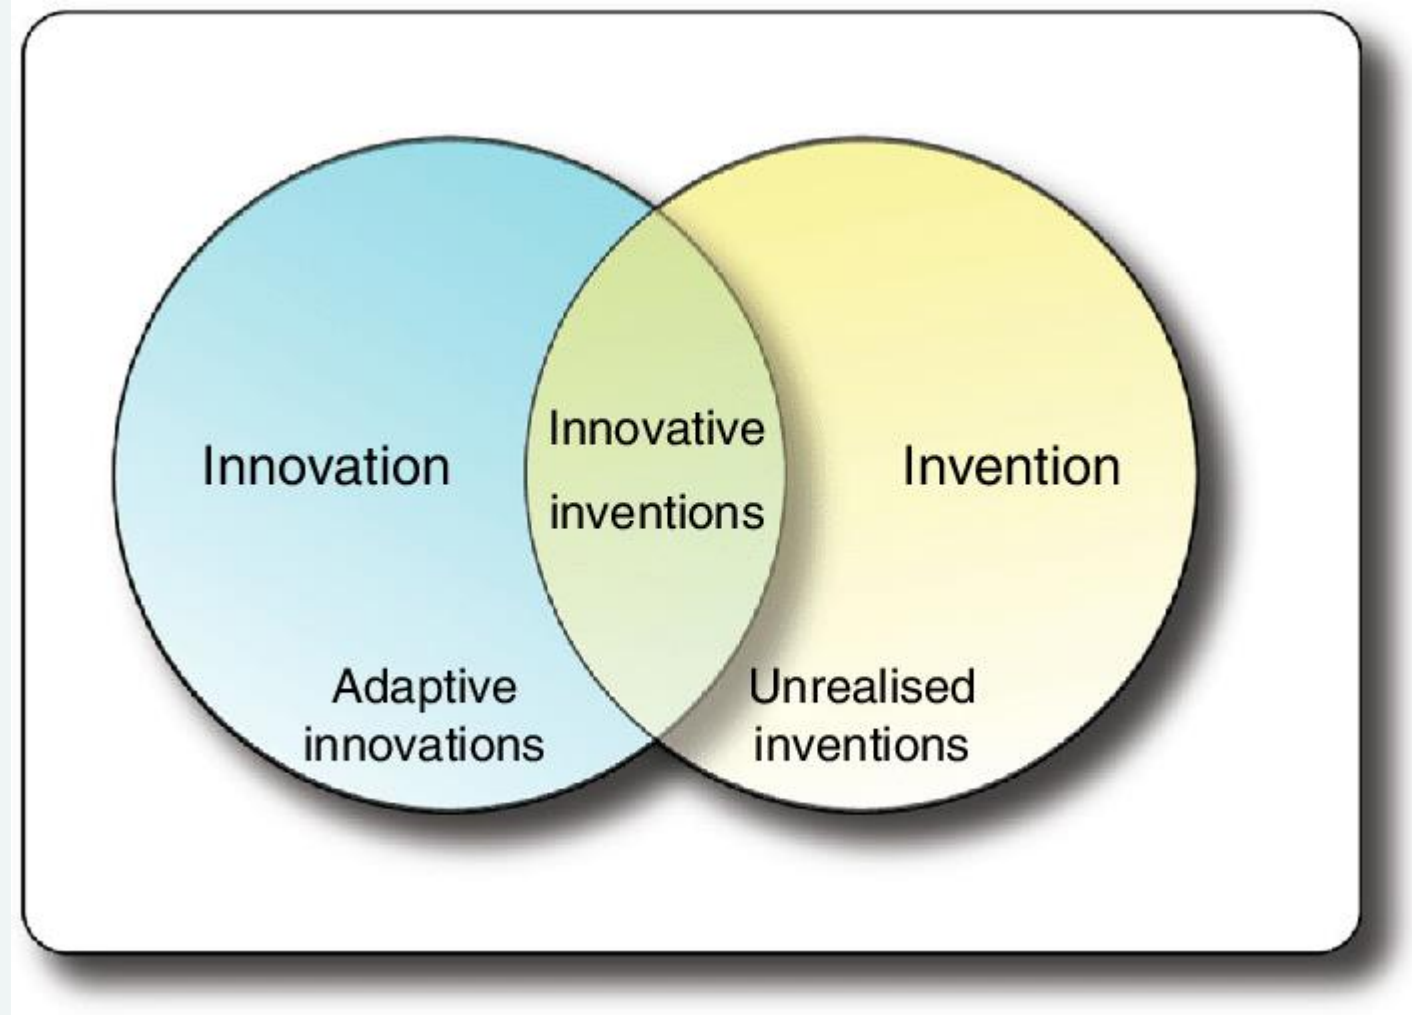 Innovation
Innovative
inventions
Invention
Adaptive
innovations
Unrealised
inventions